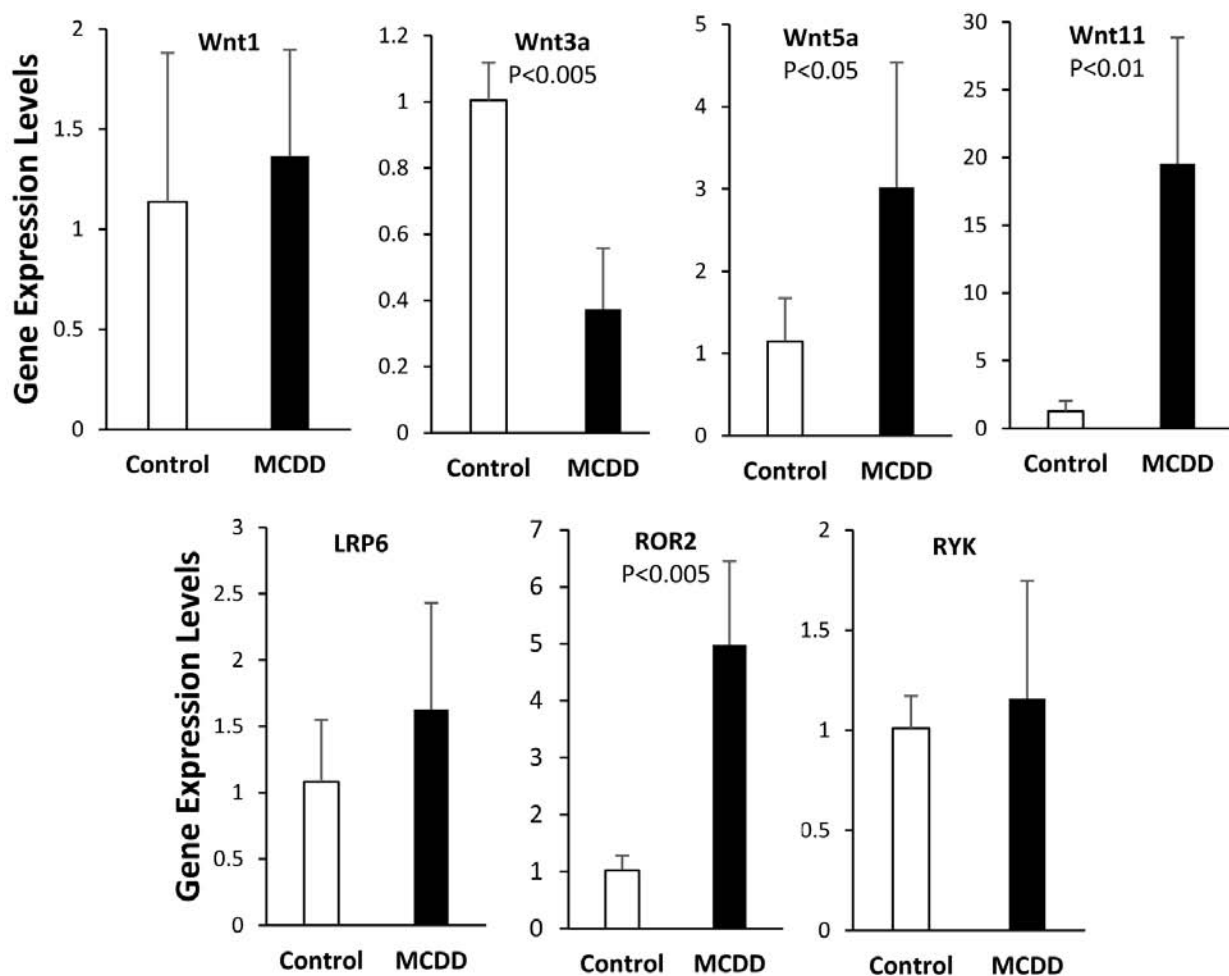 Gene Expression Levels
Wnt1
2
1.5
1
0.5
0
Control MCDD
Wnt3a
P<0.005
1.2
1
0.8
0.6
0.4
0.2
0
Control MCDD
Wnt5a
P<0.05
5
4
3
2
1
0
Control MCDD
Wnt11
P<0.01
30
25
20
15
10
5
0
Control MCDD
Gene Expression Levels
LRP6
3
2.5
2
1.5
1
0.5
0
Control MCDD
ROR2
P<0.005
7
6
5
4
3
2
1
0
Control MCDD
RYK
2
1.5
1
0.5
0
Control MCDD